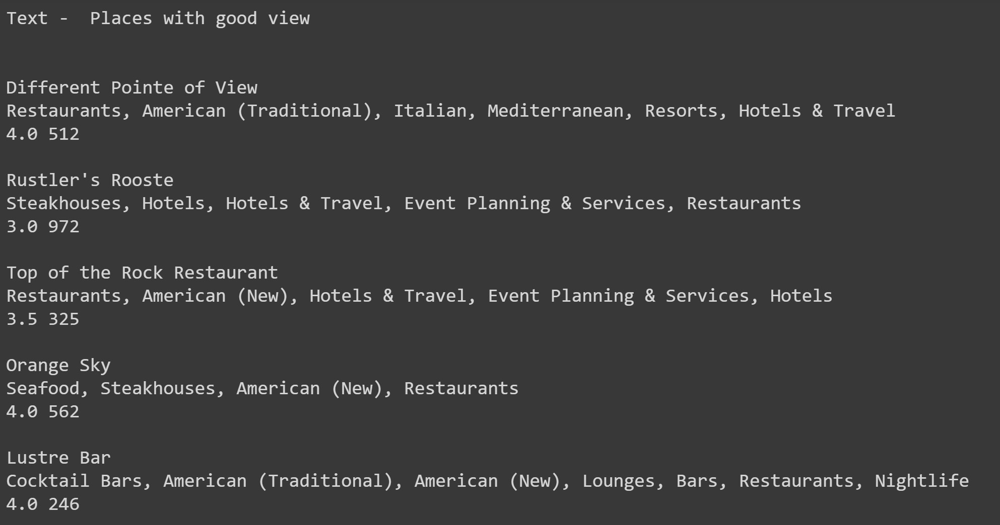 Text -  Places with good view
Different Pointe of View
Restaurants, American (Traditional), Italian, Mediterranean, Resorts, Hotels & Travel
4.0 512
Rustler's Rooste
Steakhouses, Hotels, Hotels & Travel, Event Planning & Services, Restaurants
3.0 972
Top of the Rock Restaurant
Restaurants, American (New), Hotels & Travel, Event Planning & Services, Hotels
3.5 325
Orange Sky
Seafood, Steakhouses, American (New), Restaurants
4.0 562
Lustre Bar
Cocktail Bars, American (Traditional), American (New), Lounges, Bars, Restaurants, Nightlife
4.0 246